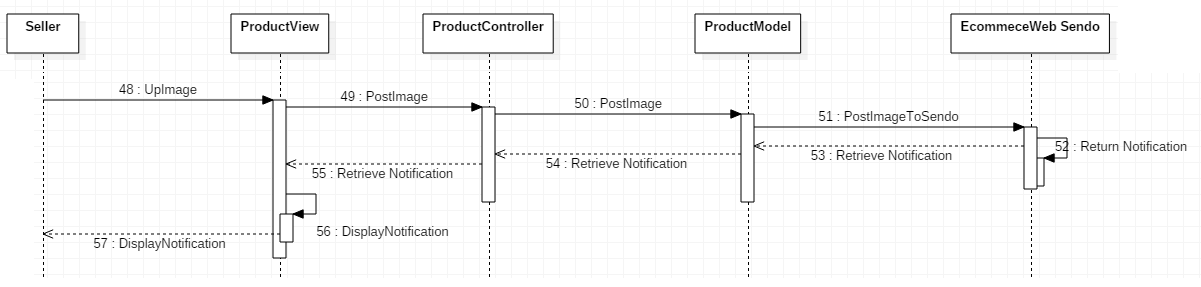 Seller
ProductView
ProductController
ProductModel
EcommeceWeb Sendo
48 : UpImage
49 : PostImage
50 : PostImage
51 : PostImageToSendo
52 : Return Notification
53 : Retrieve Notification
54 : Retrieve Notification
55 : Retrieve Notification
56 : DisplayNotification
57 : DisplayNotification